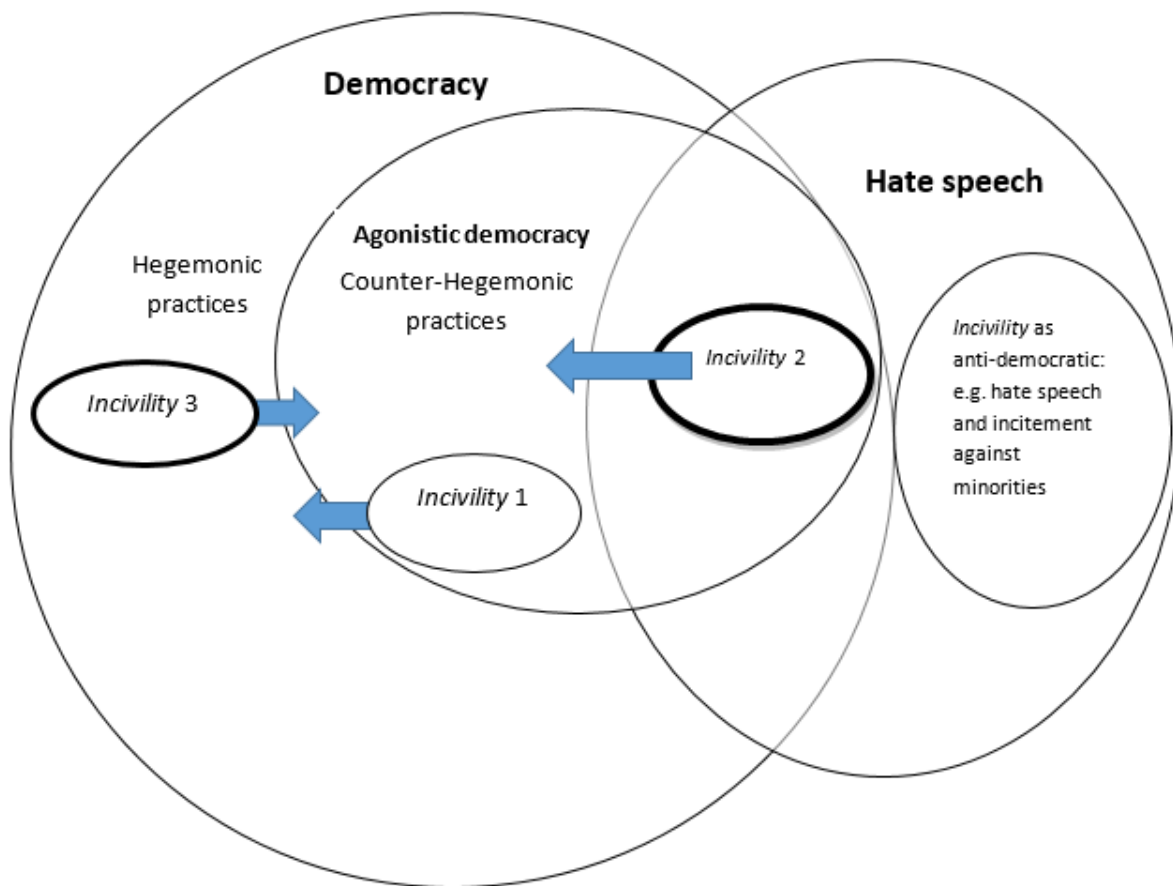 Democracy
Hate speech
Agonistic democracy
Counter-Hegemonic
practices
Hegemonic
practices
Incivility 3
Incivility 1
Incivility 2
Incivility as
anti-democratic:
e.g. hate speech
and incitement
against
minorities